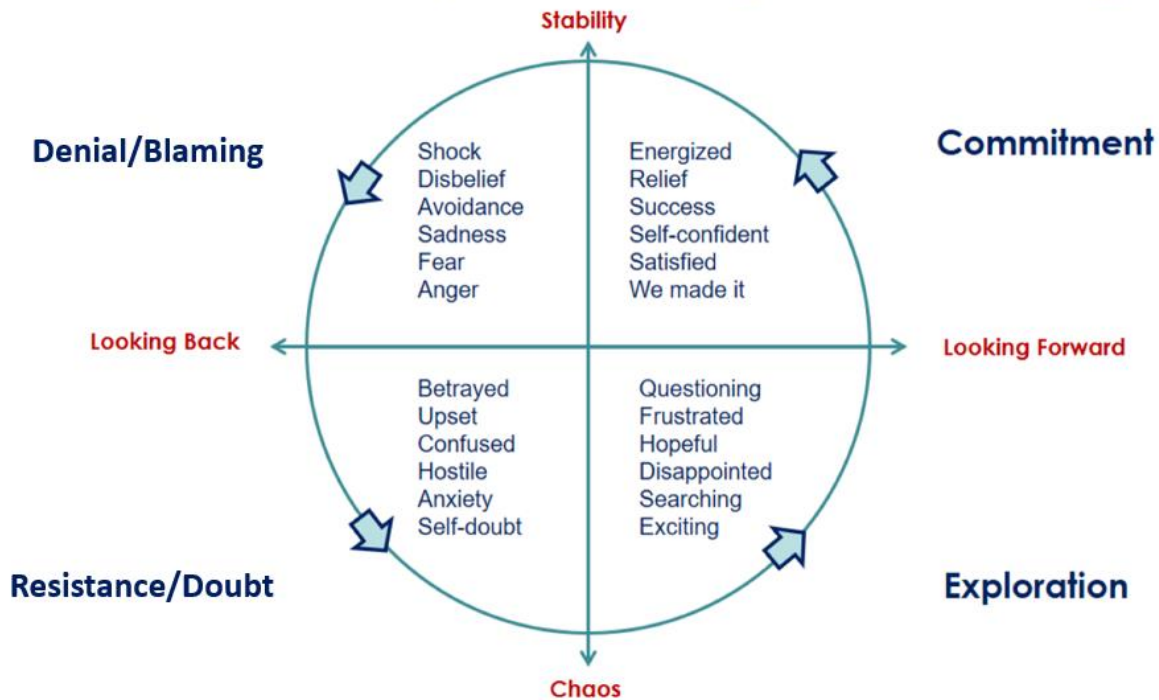 Stability
Denial/Blaming
Shock
Disbelief
Avoidance
Sadness
Fear
Anger
Energized
Relief
Success
Self-confident
Satisfied
We made it
Commitment
Looking Back
Looking Forward
Betrayed
Upset
Confused
Hostile
Anxiety
Self-doubt
Questioning
Frustrated
Hopeful
Disappointed
Searching
Exciting
Resistance/Doubt
Exploration
Chaos